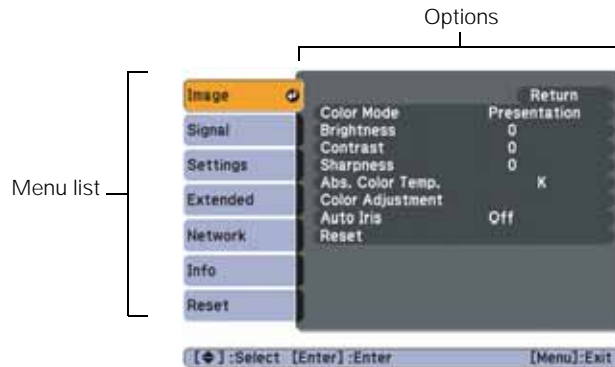 Options
Menu list
Image
Signal
Settings
Extended
Network
Info
Reset
Return
Color Mode Presentation
Brightness 0
Contrast 0
Sharpness 0
Abs. Color Temp. K
Color Adjustment
Auto Iris Off
Reset
[◆] :Select [Enter] :Enter [Menu]:Exit